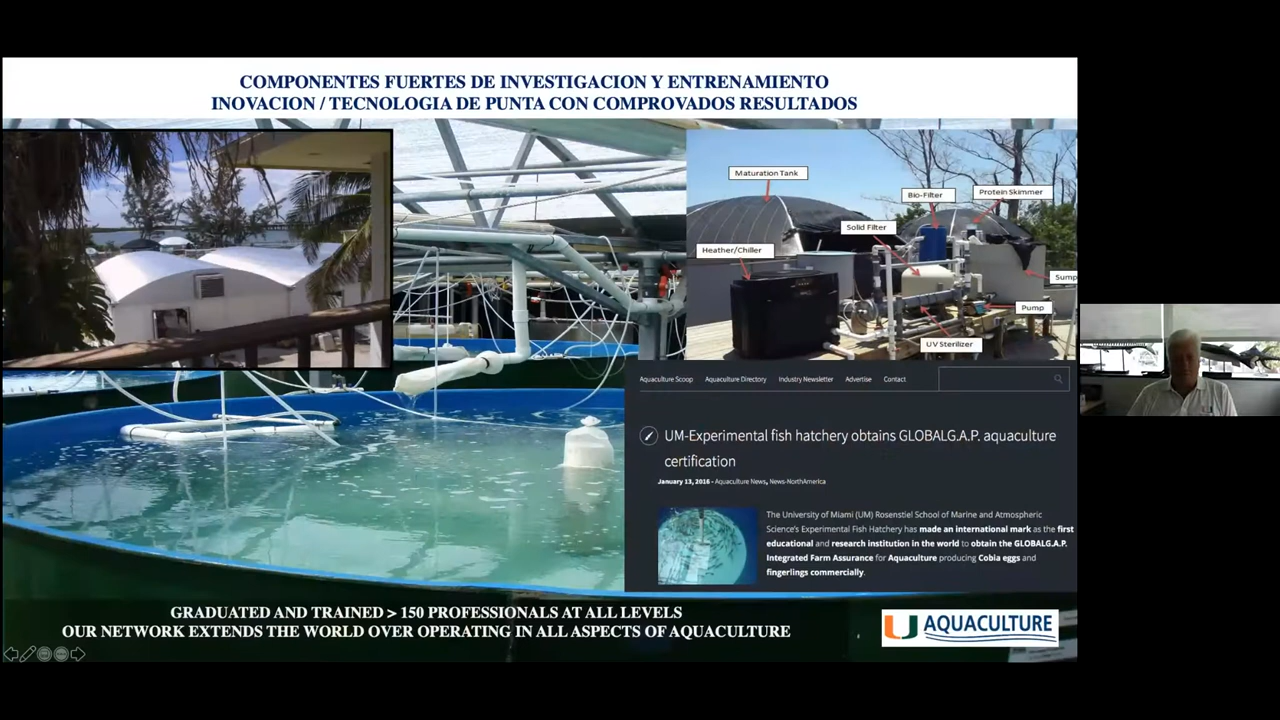 COMPONENTES FUERTES DE INVESTIGACION Y ENTRENAMIENTO
INOVACION / TECNOLOGIA DE PUNTA CON COMPROVADOS RESULTADOS
Maturation Tank
Bio-Filter
Protein Skimmer
Solid Filter
Heather/Chiller
Sump
Pump
UV Sterilizer
Aquaculture Scoop Aquaculture Directory Industry Newsletter Advertise Contact
UM-Experimental fish hatchery obtains GLOBALG.A.P. aquaculture
certification
January 13, 2016 - Aquaculture News, News-NorthAmerica
The University of Miami (UM) Rosenstiel School of Marine and Atmospheric
Science's Experimental Fish Hatchery has made an international mark as the first
educational and research institution in the world to obtain the GLOBALG.A.P.
Integrated Farm Assurance for Aquaculture producing Cobia eggs and
fingerlings commercially.
GRADUATED AND TRAINED > 150 PROFESSIONALS AT ALL LEVELS
OUR NETWORK EXTENDS THE WORLD OVER OPERATING IN ALL ASPECTS OF AQUACULTURE
U AQUACULTURE